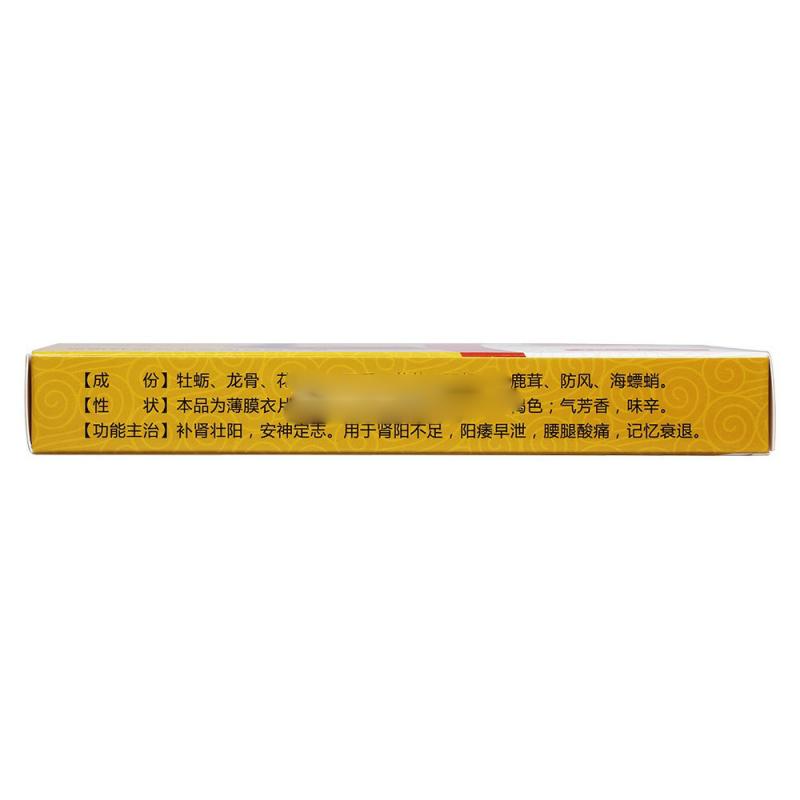 【成　份】牡蛎、龙骨、 鹿茸、防风、海螵蛸。
【性　状】本品为薄膜衣片 色；气芳香，味辛。
【功能主治】补肾壮阳，安神定志。用于肾阳不足，阳痿早泄，腰腿酸痛，记忆衰退。